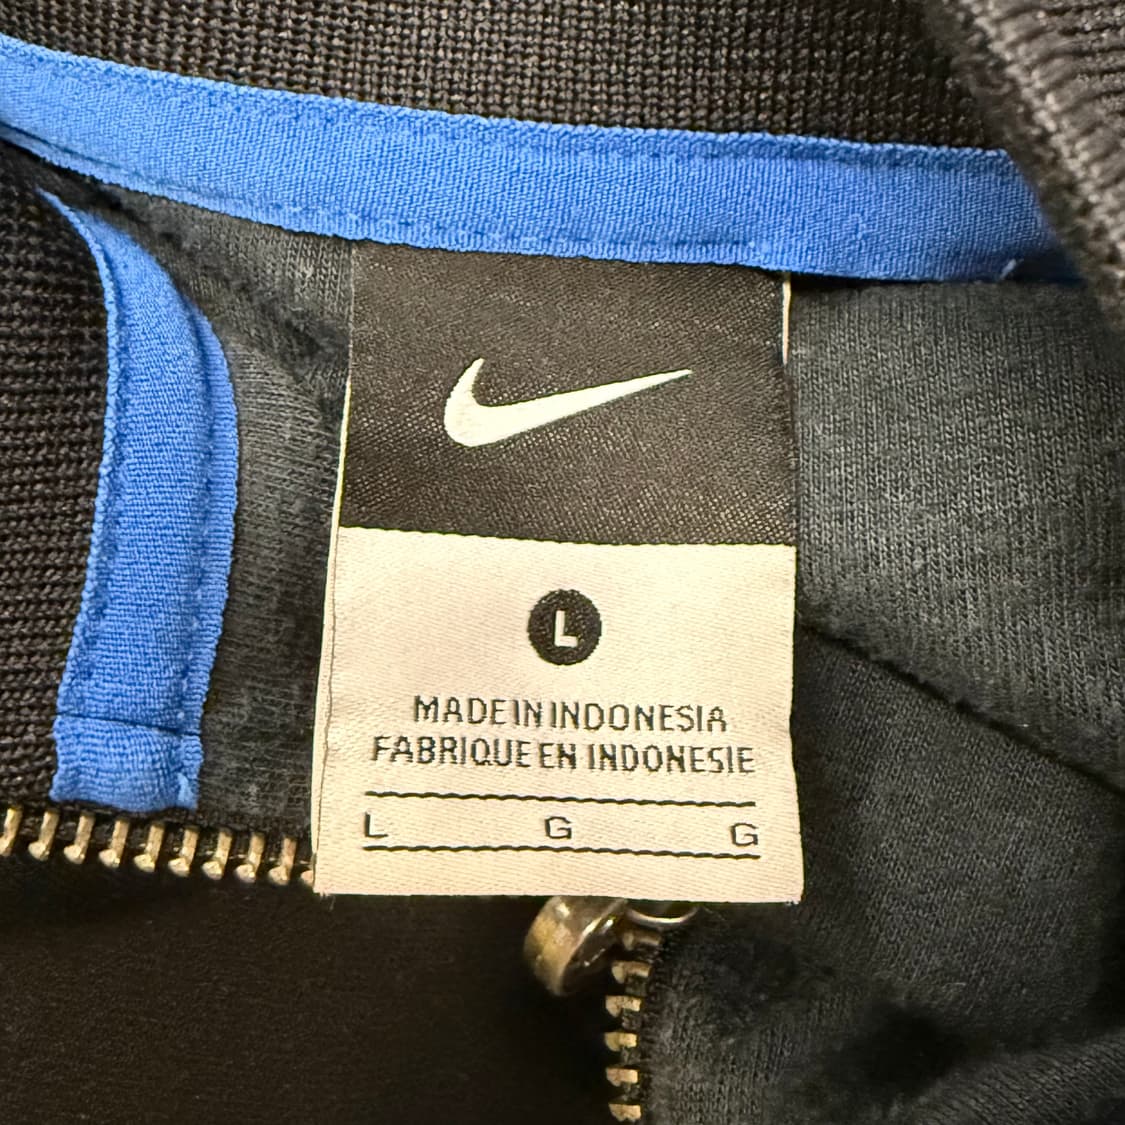 L
MADE IN INDONESIA
FABRIQUE EN INDONESIE
L G G